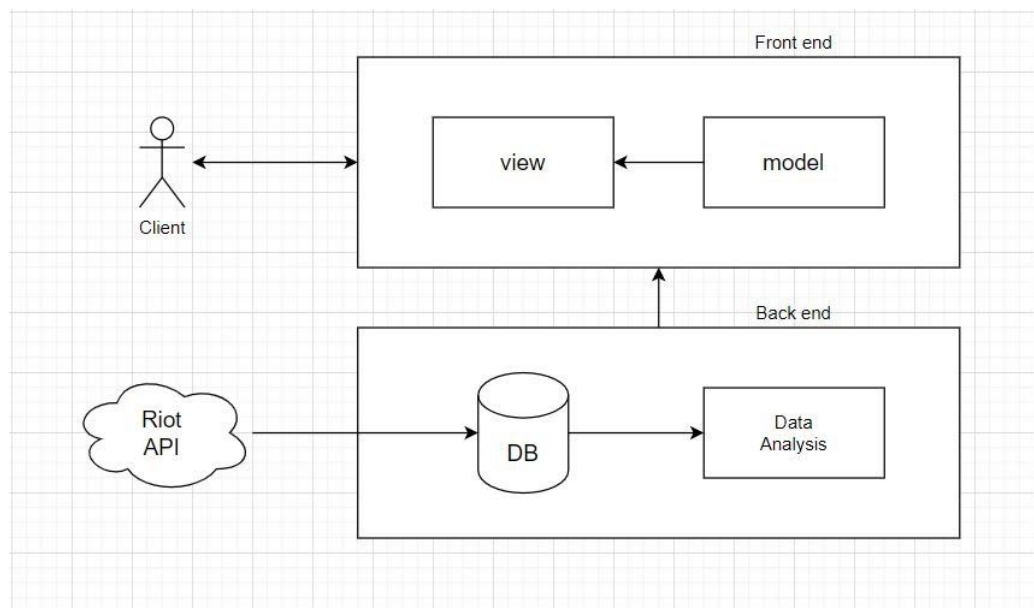 Front end
view
model
Client
Back end
Riot
API
DB
Data
Analysis